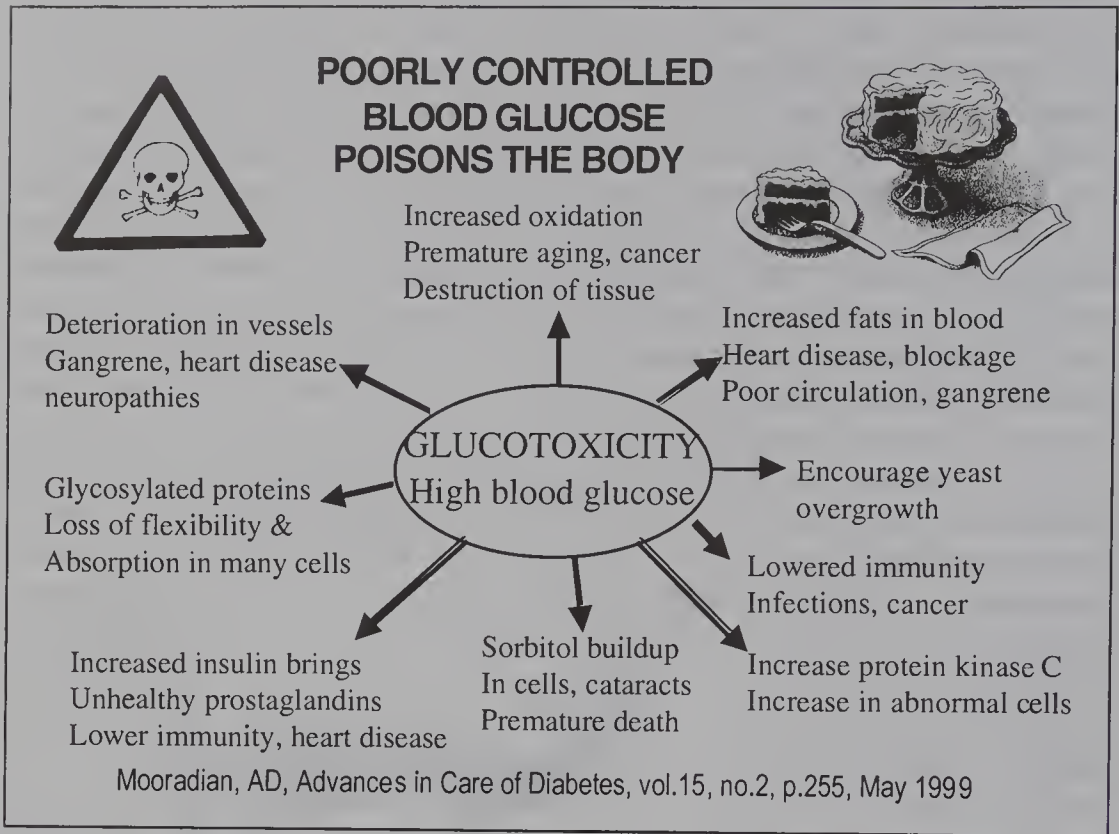 POORLY CONTROLLED
BLOOD GLUCOSE
POISONS THE BODY
Increased oxidation
Premature aging, cancer
Destruction of tissue
Deterioration in vessels
Gangrene, heart disease
neuropathies
Increased fats in blood
Heart disease, blockage
Poor circulation, gangrene
GLUCOTOXICITY
High blood glucose
Encourage yeast
overgrowth
Glycosylated proteins
Loss of flexibility &
Absorption in many cells
Lowered immunity
Infections, cancer
Increased insulin brings
Unhealthy prostaglandins
Lower immunity, heart disease
Sorbitol buildup
In cells, cataracts
Premature death
Increase protein kinase C
Increase in abnormal cells
Mooradian, AD, Advances in Care of Diabetes, vol.15, no.2, p.255, May 1999